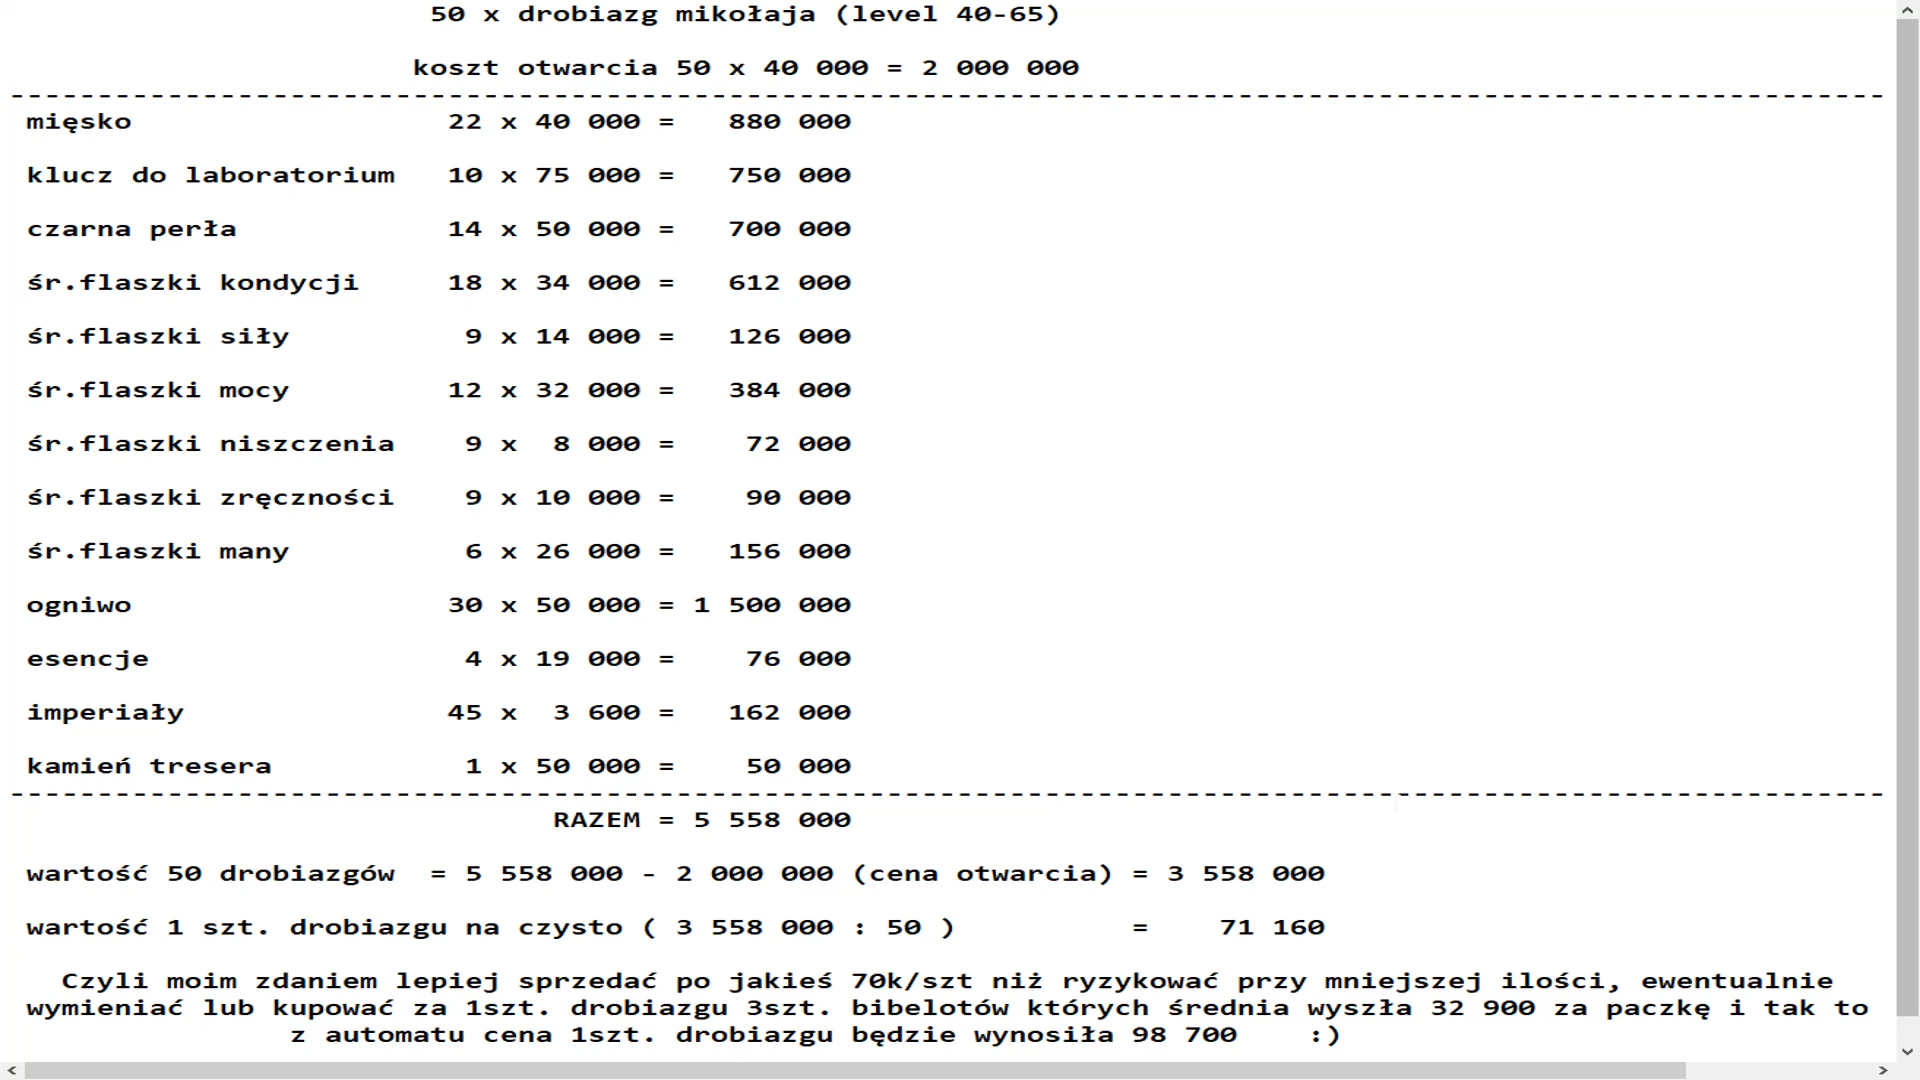 50 x drobiazg mikołaja (level 40-65)
koszt otwarcia 50 x 40 000 = 2 000 000
mięsko 22 x 40 000 = 880 000
klucz do laboratorium 10 x 75 000 = 750 000
czarna perła 14 x 50 000 = 700 000
śr.flaszki kondycji 18 x 34 000 = 612 000
śr.flaszki siły 9 x 14 000 = 126 000
śr.flaszki mocy 12 x 32 000 = 384 000
śr.flaszki niszczenia 9 x 8 000 = 72 000
śr.flaszki zręczności 9 x 10 000 = 90 000
śr.flaszki many 6 x 26 000 = 156 000
ogniwo 30 x 50 000 = 1 500 000
esencje 4 x 19 000 = 76 000
imperiały 45 x 3 600 = 162 000
kamień tresera 1 x 50 000 = 50 000
RAZEM = 5 558 000
wartość 50 drobiazgów = 5 558 000 - 2 000 000 (cena otwarcia) = 3 558 000
wartość 1 szt. drobiazgu na czysto ( 3 558 000 : 50 ) = 71 160
Czyli moim zdaniem lepiej sprzedać po jakieś 70k/szt niż ryzykować przy mniejszej ilości, ewentualnie
wymieniać lub kupować za 1szt. drobiazgu 3szt. bibelotów których średnia wyszła 32 900 za paczkę i tak to
z automatu cena 1szt. drobiazgu będzie wynosiła 98 700 :)